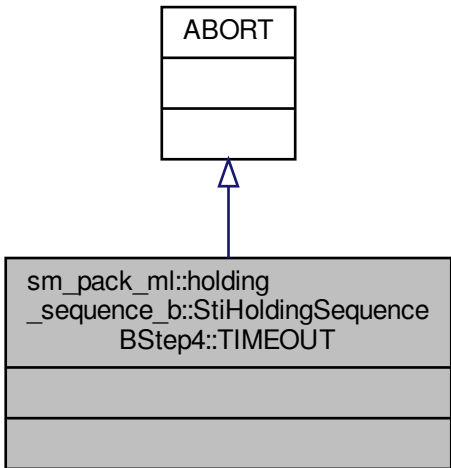 ABORT
sm_pack_ml::holding
_sequence_b::StiHoldingSequence
BStep4::TIMEOUT